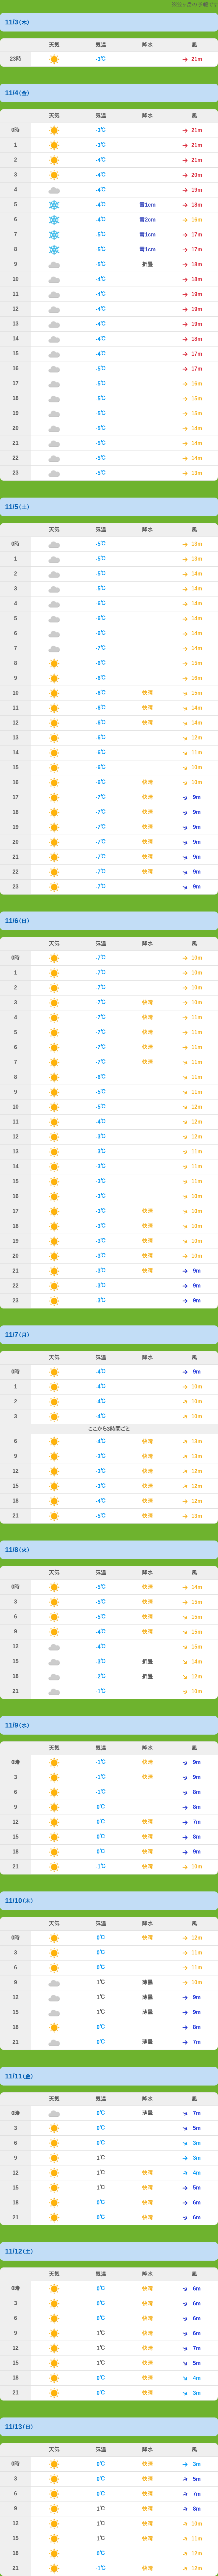 天気&風の予報です
11/3(木)
天気 気温 降水 風
23時 -3℃ 21m
11/4(金)
天気 気温 降水 風
0時 -3℃ 21m
1 -4℃ 21m
2 -4℃ 21m
3 -4℃ 20m
4 -4℃ 19m
5 -4℃ 雪1cm 18m
6 -4℃ 雪2cm 16m
7 -5℃ 雪1cm 17m
8 -5℃ 雪1cm 17m
9 -5℃ 折曇 18m
10 -4℃ 18m
11 -4℃ 19m
12 -4℃ 19m
13 -4℃ 19m
14 -4℃ 18m
15 -4℃ 17m
16 -5℃ 17m
17 -5℃ 16m
18 -5℃ 15m
19 -5℃ 15m
20 -5℃ 14m
21 -5℃ 14m
22 -5℃ 14m
23 -5℃ 12m
11/5(土)
天気 気温 降水 風
0時 -5℃ 13m
1 -5℃ 13m
2 -5℃ 14m
3 -5℃ 14m
4 -6℃ 14m
5 -6℃ 14m
6 -6℃ 14m
7 -7℃ 14m
8 -6℃ 15m
9 -6℃ 16m
10 -6℃ 快晴 15m
11 -6℃ 快晴 14m
12 -6℃ 快晴 14m
13 -6℃ 12m
14 -6℃ 11m
15 -6℃ 10m
16 -6℃ 快晴 10m
17 -7℃ 快晴 9m
18 -7℃ 快晴 9m
19 -7℃ 快晴 9m
20 -7℃ 快晴 9m
21 -7℃ 快晴 9m
22 -7℃ 快晴 9m
23 -7℃ 快晴 9m
11/6(日)
天気 気温 降水 風
0時 -7℃ 10m
1 -7℃ 10m
2 -7℃ 10m
3 -7℃ 快晴 10m
4 -7℃ 快晴 11m
5 -7℃ 快晴 11m
6 -7℃ 快晴 11m
7 -7℃ 快晴 11m
8 -6℃ 11m
9 -5℃ 11m
10 -5℃ 12m
11 -4℃ 12m
12 -3℃ 12m
13 -3℃ 11m
14 -3℃ 11m
15 -3℃ 11m
16 -3℃ 10m
17 -3℃ 快晴 10m
18 -3℃ 快晴 10m
19 -3℃ 快晴 10m
20 -3℃ 快晴 10m
21 -3℃ 快晴 9m
22 -3℃ 9m
23 -3℃ 9m
11/7(月)
天気 気温 降水 風
0時 -4℃ 9m
1 -4℃ 10m
2 -4℃ 10m
3 -4℃ 10m
ここから3時間ごと
6 -4℃ 快晴 13m
9 -3℃ 快晴 13m
12 -3℃ 快晴 12m
15 -3℃ 快晴 12m
18 -4℃ 快晴 12m
21 -5℃ 快晴 13m
11/8(火)
天気 気温 降水 風
0時 -5℃ 快晴 14m
3 -5℃ 快晴 15m
6 -5℃ 快晴 15m
9 -4℃ 快晴 15m
12 -4℃ 15m
15 -3℃ 折曇 14m
18 -2℃ 折曇 12m
21 -1℃ 10m
11/9(水)
天気 気温 降水 風
0時 -1℃ 快晴 9m
3 -1℃ 快晴 9m
6 -1℃ 8m
9 0℃ 8m
12 0℃ 快晴 7m
15 0℃ 快晴 8m
18 0℃ 快晴 9m
21 -1℃ 快晴 10m
11/10(木)
天気 気温 降水 風
0時 0℃ 快晴 12m
3 0℃ 11m
6 0℃ 11m
9 1℃ 薄曇 10m
12 1℃ 薄曇 9m
15 1℃ 薄曇 9m
18 0℃ 8m
21 0℃ 薄曇 7m
11/11(金)
天気 気温 降水 風
0時 0℃ 薄曇 7m
3 0℃ 5m
6 0℃ 3m
9 1℃ 3m
12 1℃ 快晴 4m
15 1℃ 快晴 5m
18 0℃ 快晴 6m
21 0℃ 快晴 6m
11/12(土)
天気 気温 降水 風
0時 0℃ 快晴 6m
3 0℃ 快晴 6m
6 0℃ 快晴 6m
9 1℃ 快晴 6m
12 1℃ 快晴 7m
15 1℃ 快晴 5m
18 0℃ 快晴 4m
21 0℃ 快晴 3m
11/13(日)
天気 気温 降水 風
0時 0℃ 快晴 3m
3 0℃ 快晴 5m
6 0℃ 快晴 7m
9 1℃ 快晴 8m
12 1℃ 快晴 10m
15 1℃ 快晴 11m
18 0℃ 快晴 12m
21 -1℃ 快晴 12m